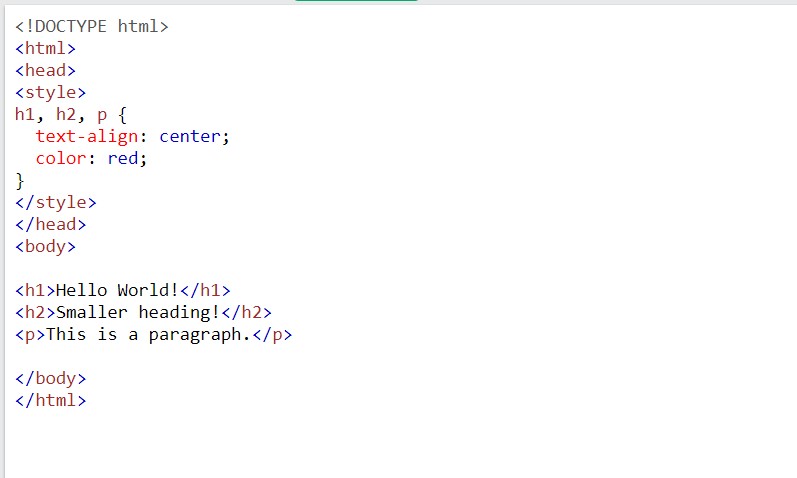 <!DOCTYPE html>
<html>
<head>
<style>
h1, h2, p {
  text-align: center;
  color: red;
}
</style>
</head>
<body>

<h1>Hello World!</h1>
<h2>Smaller heading!</h2>
<p>This is a paragraph.</p>

</body>
</html>